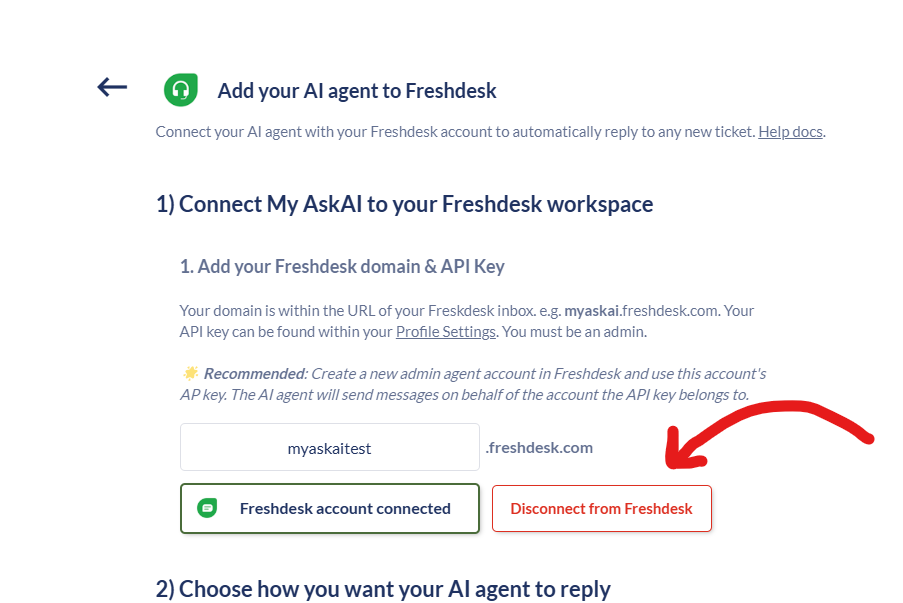 Add your AI agent to Freshdesk
Connect your AI agent with your Freshdesk account to automatically reply to any new ticket. Help docs.
1) Connect My AskAI to your Freshdesk workspace
1. Add your Freshdesk domain & API Key
Your domain is within the URL of your Freskdesk inbox. e.g. myaskai.freshdesk.com. Your
API key can be found within your Profile Settings. You must be an admin.
🌟 Recommended: Create a new admin agent account in Freshdesk and use this account's
AP key. The AI agent will send messages on behalf of the account the API key belongs to.
myaskaitest .freshdesk.com
Freshdesk account connected Disconnect from Freshdesk
2) Choose how you want your AI agent to reply